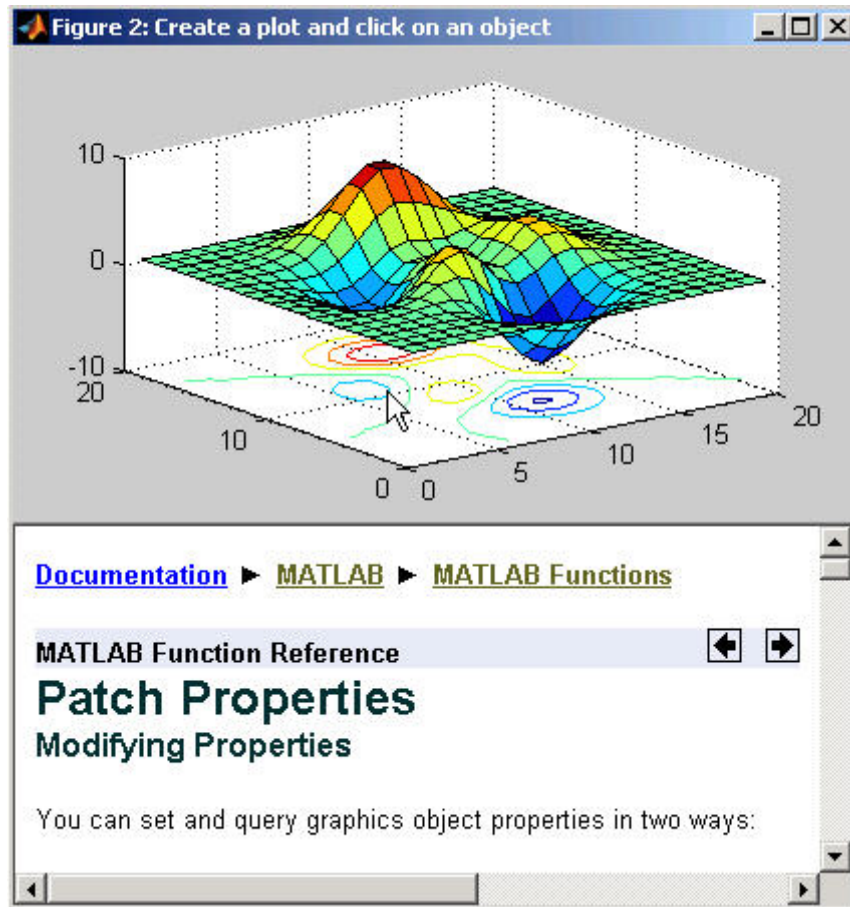 Figure 2: Create a plot and click on an object
10
0
-10
20
10
0
0
5
10
15
20
Documentation ► MATLAB ► MATLAB Functions
MATLAB Function Reference
Patch Properties
Modifying Properties
You can set and query graphics object properties in two ways: